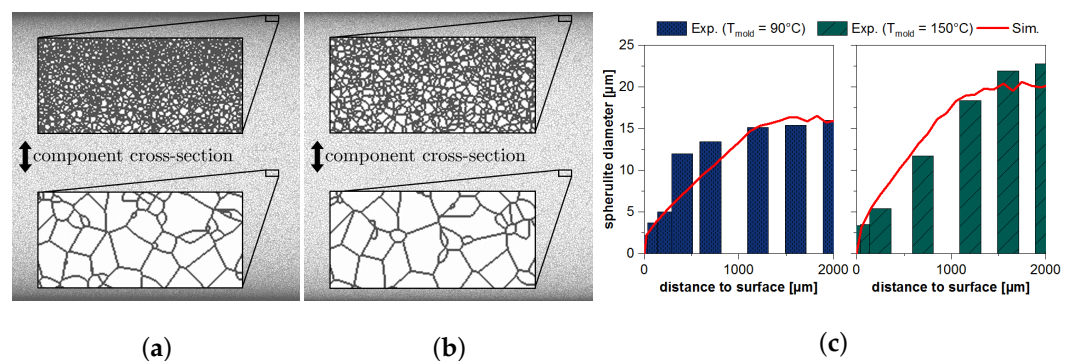 component cross-section
component cross-section
Exp. (Tmold = 90°C) Exp. (Tmold = 150°C) Sim.
spherulite diameter [µm]
25
20
15
10
5
0
0 1000 2000
0 1000 2000
distance to surface [µm] distance to surface [µm]
(a) (b) (c)